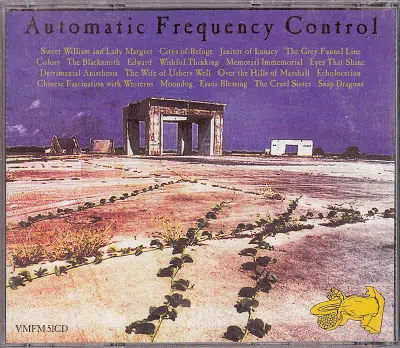 Automatic Frequency Control
Sweet William and Lady Margret Citys of Refuge Janitor of Lunacy The Grey Funnel Line
Colors The Blacksmith Edward Wishful Thinking Memorial Immemorial Eyes That Shine
Detrimental Anasthesis The Wife of Ushers Well Over the Hills of Marshall Echolocation
Chinese Fascination with Westerns Moondog Esaus Blessing The Cruel Sister Snap Dragons
VMFM 51CD